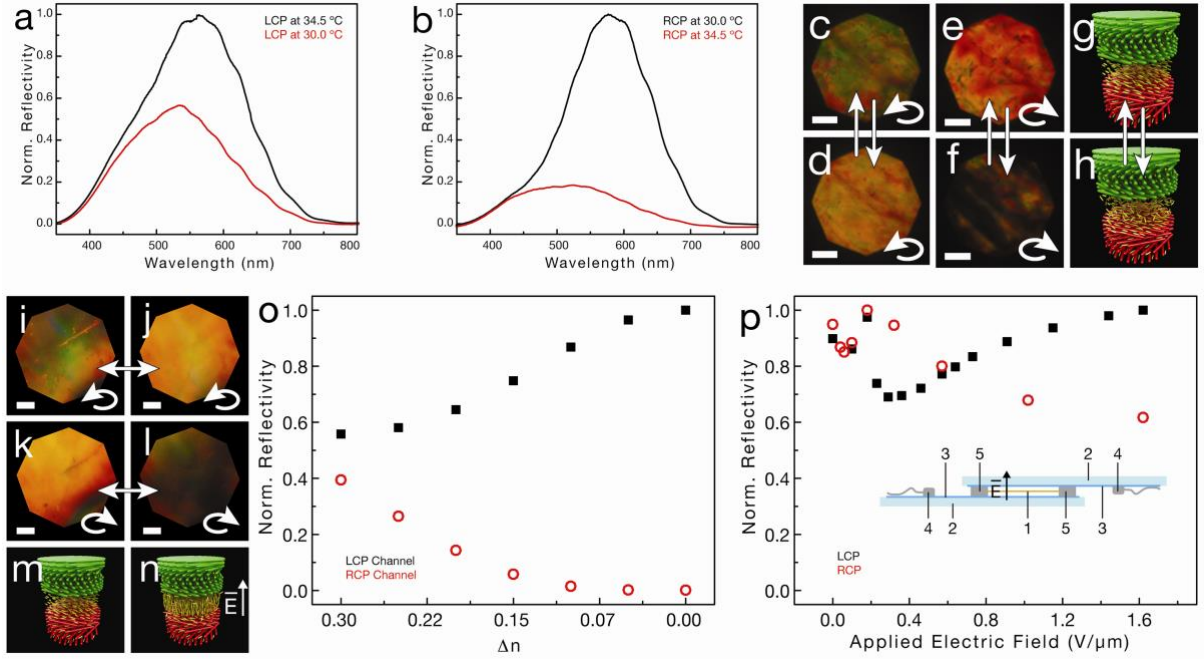 a
LCP at 34.5 ºC
LCP at 30.0 ºC
Norm. Reflectivity
1.0
0.8
0.6
0.4
0.2
0.0
400 500 600 700 800
Wavelength (nm)
b
RCP at 30.0 ºC
RCP at 34.5 ºC
Norm. Reflectivity
1.0
0.8
0.6
0.4
0.2
0.0
400 500 600 700 800
Wavelength (nm)
c
e
g
d
f
h
i
j
k
l
m
n
E
o
Norm. Reflectivity
1.0
0.8
0.6
0.4
0.2
0.0
LCP Channel
RCP Channel
0.30 0.22 0.15 0.07 0.00
Δn
p
Norm. Reflectivity
1.0
0.8
0.6
0.4
0.2
0.0
3 5 2 4
E
4 2 1 5 3
LCP
RCP
0.0 0.4 0.8 1.2 1.6
Applied Electric Field (V/μm)